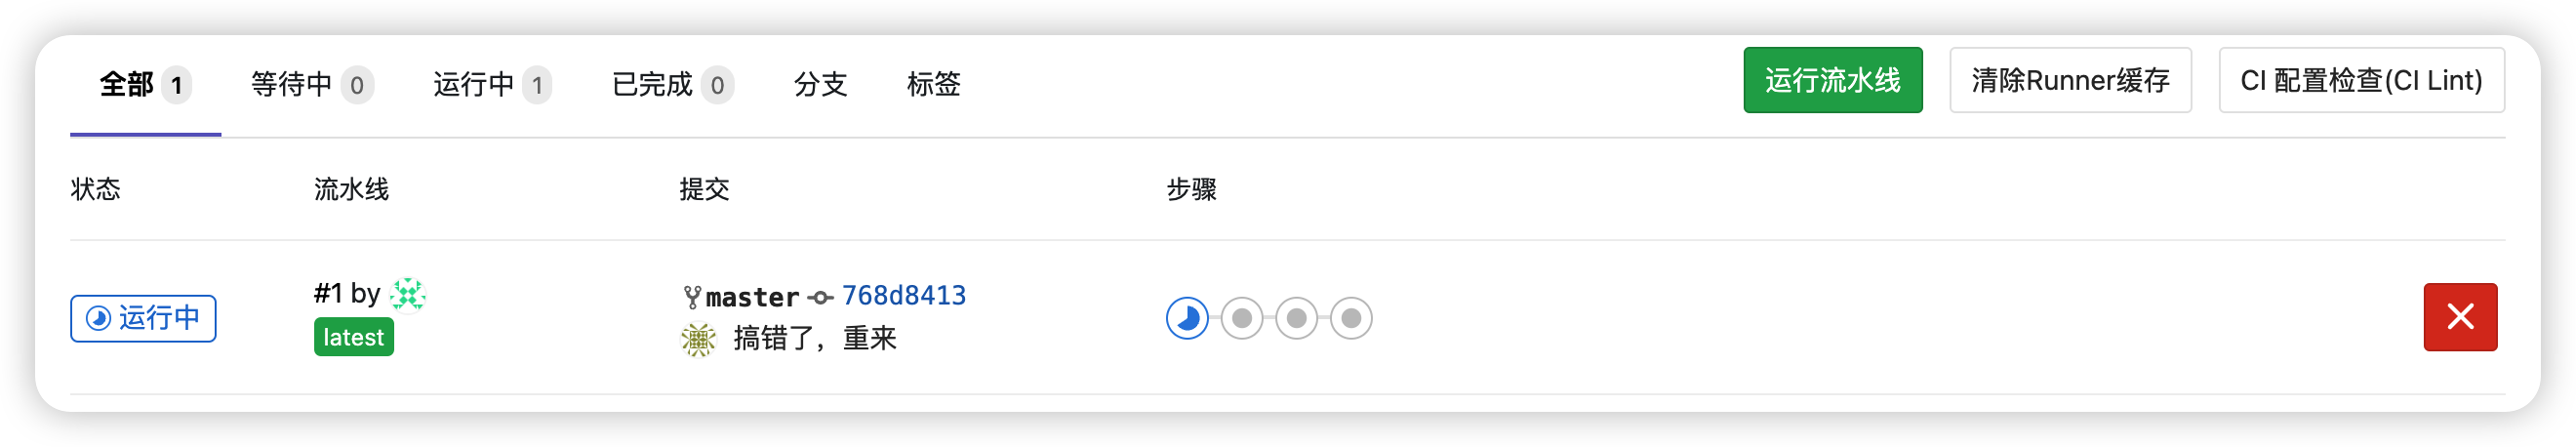 全部 1 等待中 0 运行中 1 已完成 0 分支 标签 运行流水线 清除Runner缓存 CI 配置检查(CI Lint)
状态 流水线 提交 步骤
运行中 #1 by master 768d8413
latest 搞错了，重来